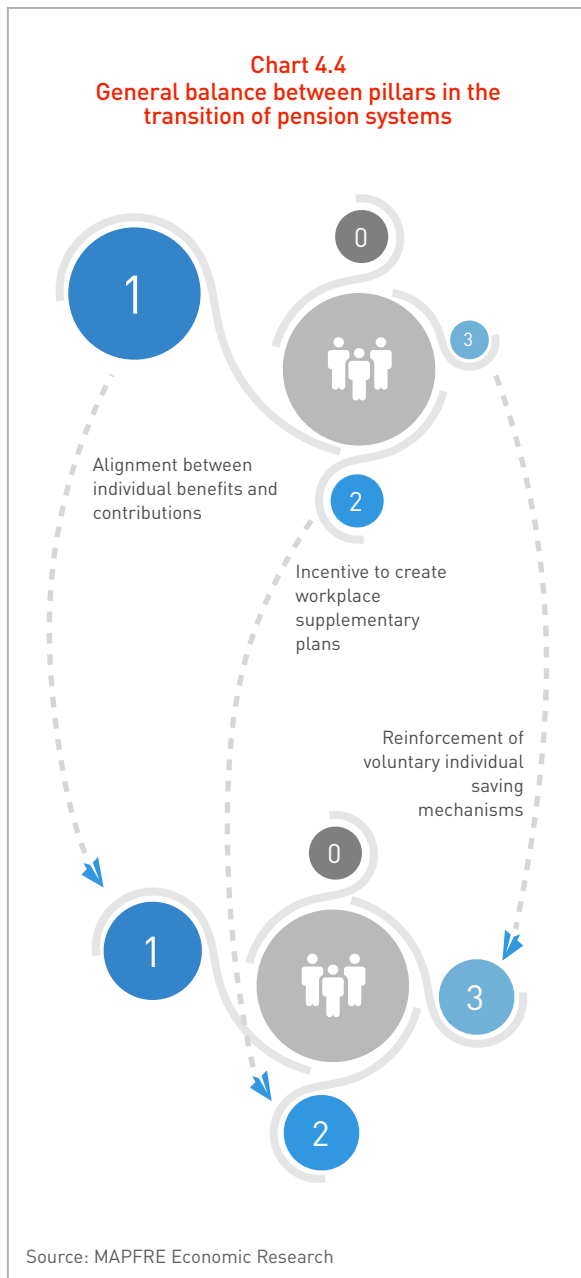 Chart 4.4
General balance between pillars in the
transition of pension systems
0
1
3
2
Alignment between
individual benefits and
contributions
Incentive to create
workplace
supplementary
plans
Reinforcement of
voluntary individual
saving
mechanisms
0
1
3
2
Source: MAPFRE Economic Research